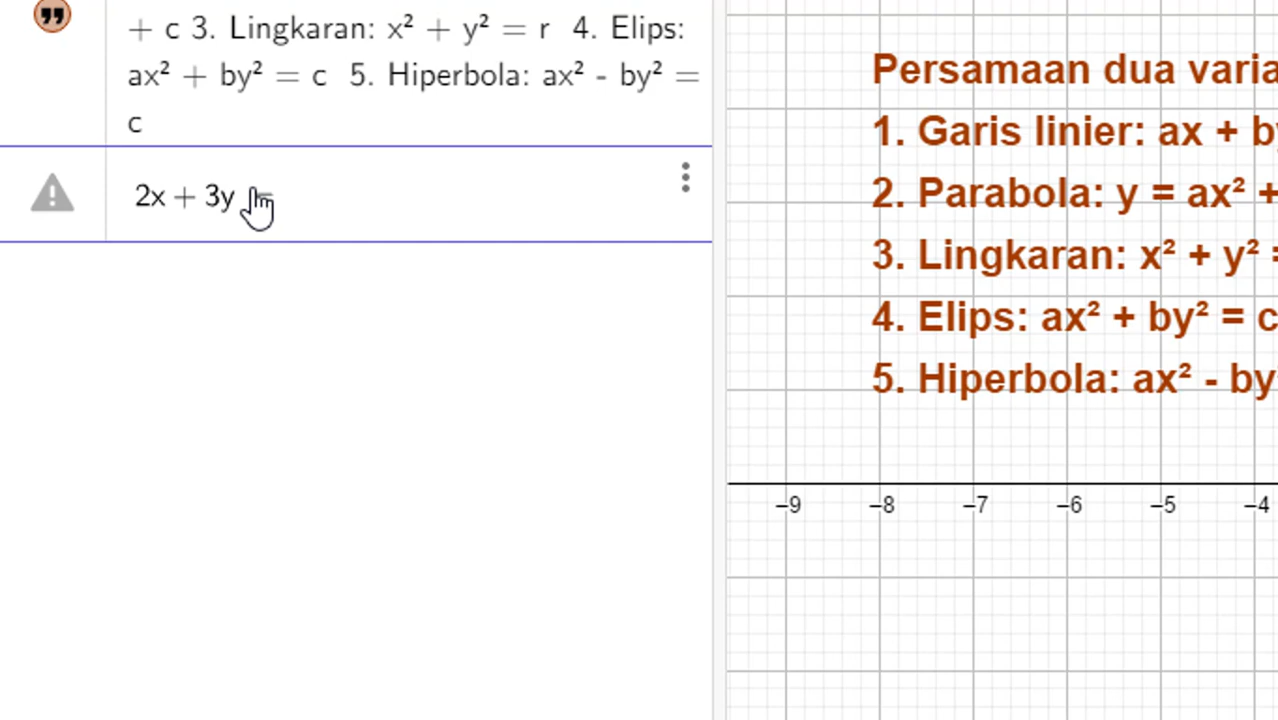 + c 3. Lingkaran: x² + y² = r 4. Elips:
ax² + by² = c 5. Hiperbola: ax² - by² =
c
2x + 3y
Persamaan dua
1. Garis linier: ax +
2. Parabola: y = ax² +
3. Lingkaran: x² + y² =
4. Elips: ax² + by² = c
5. Hiperbola: ax² - by
-9 -8 -7 -6 -5 -4